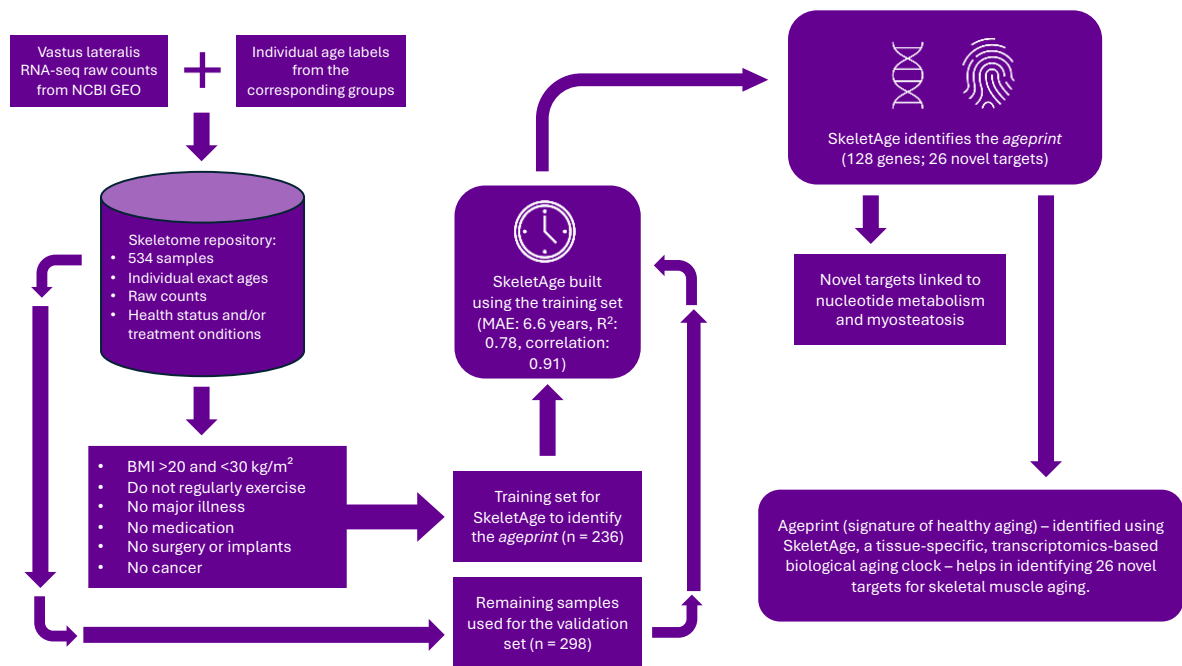 Vastus lateralis
RNA-seq raw counts
from NCBI GEO
Individual age labels
from the
corresponding groups
Skeletome repository:
• 534 samples
• Individual exact ages
• Raw counts
• Health status and/or
treatment onditions
• BMI >20 and <30 kg/m²
• Do not regularly exercise
• No major illness
• No medication
• No surgery or implants
• No cancer
Training set for
SkeletAge to identify
the ageprint (n = 236)
Remaining samples
used for the validation
set (n = 298)
SkeletAge built
using the training set
(MAE: 6.6 years, R²:
0.78, correlation:
0.91)
SkeletAge identifies the ageprint
(128 genes; 26 novel targets)
Novel targets linked to
nucleotide metabolism
and myosteatosis
Ageprint (signature of healthy aging) – identified using
SkeletAge, a tissue-specific, transcriptomics-based
biological aging clock – helps in identifying 26 novel
targets for skeletal muscle aging.